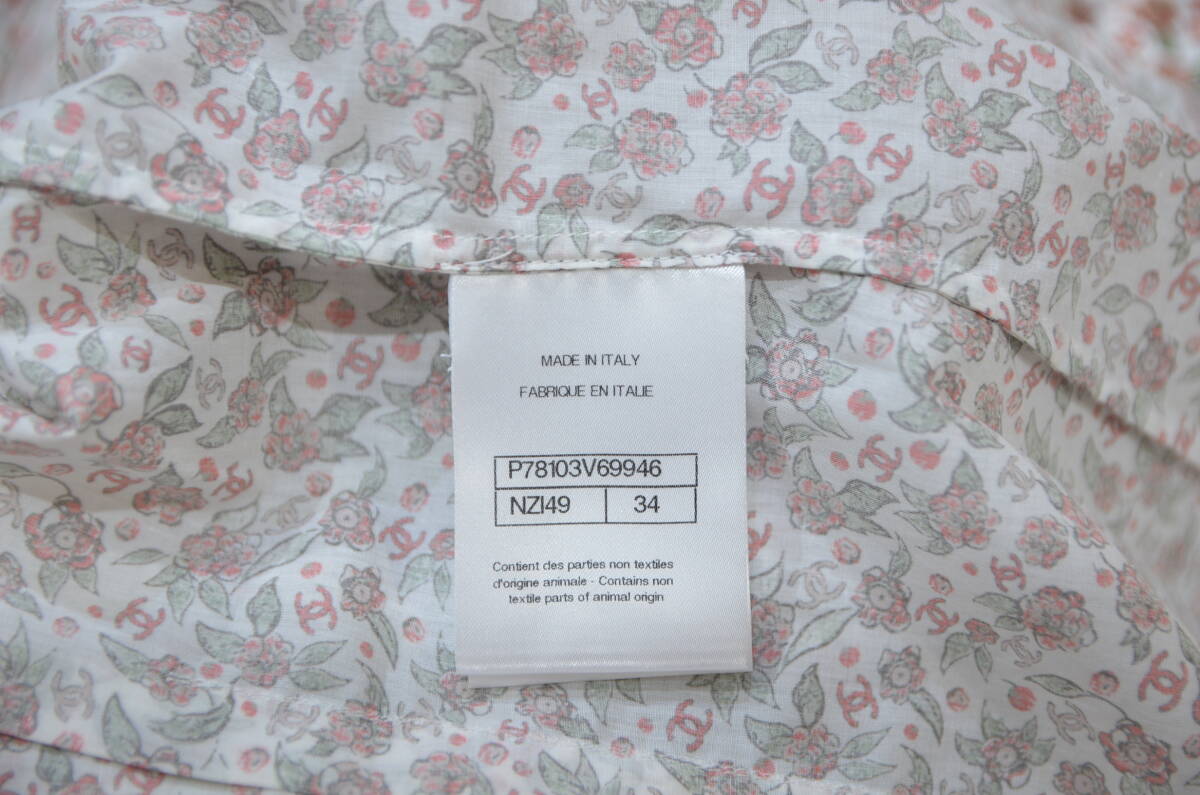 MADE IN ITALY
FABRIQUE EN ITALIE
P78103V69946
NZI49 34
Contient des parties non textiles
d'origine animale - Contains non
textile parts of animal origin